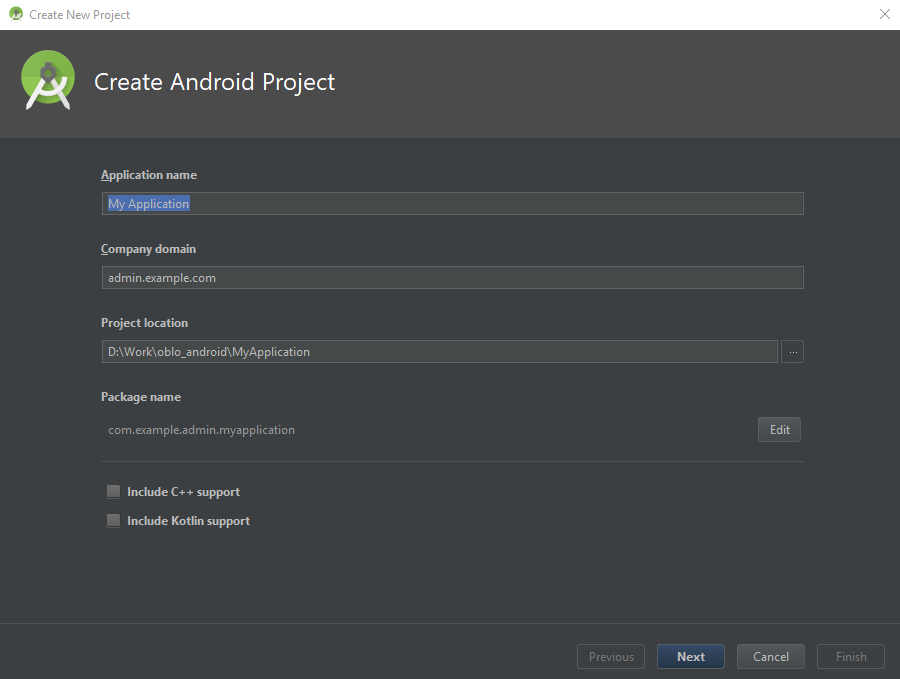 Create New Project
Create Android Project
Application name
My Application
Company domain
admin.example.com
Project location
D:\Work\oblo_android\MyApplication
...
Package name
com.example.admin.myapplication
Edit
Include C++ support
Include Kotlin support
Previous Next Cancel Finish